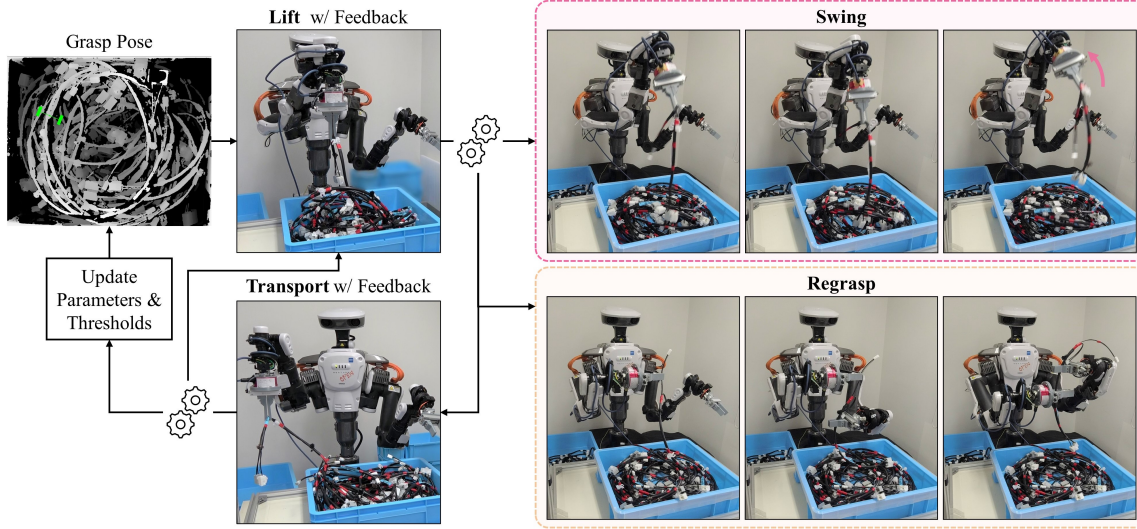 Grasp Pose
Lift w/ Feedback
Swing
Update
Parameters &
Thresholds
Transport w/ Feedback
Regrasp